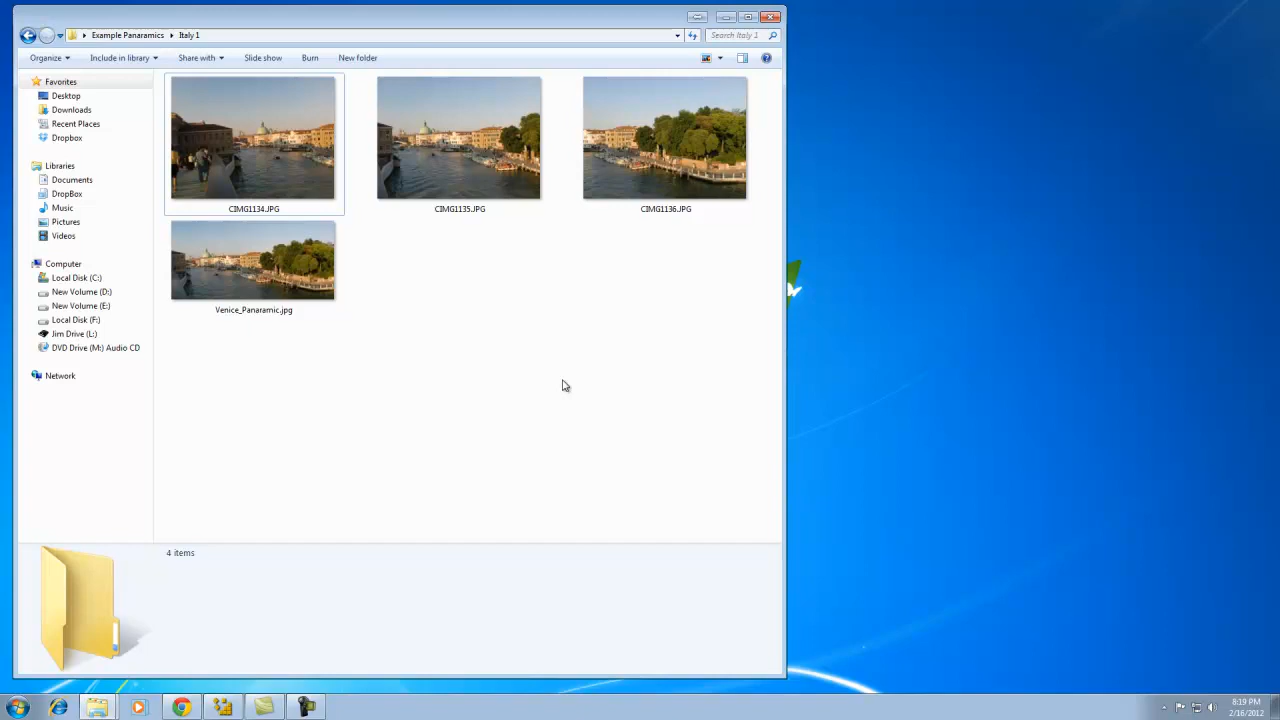 Example Panaramics Italy 1 Search Italy 1
Organize Include in library Share with Slide show Burn New folder
Favorites
Desktop
Downloads
Recent Places
Dropbox
Libraries
Documents
DropBox
Music
Pictures
Videos
Computer
Local Disk (C:)
New Volume (D:)
New Volume (E:)
Local Disk (F:)
Jim Drive (L:)
DVD Drive (M:) Audio CD
Network
CIMG1134.JPG
CIMG1135.JPG
CIMG1136.JPG
Venice_Panaramic.jpg
4 items
8:19 PM
2/16/2012